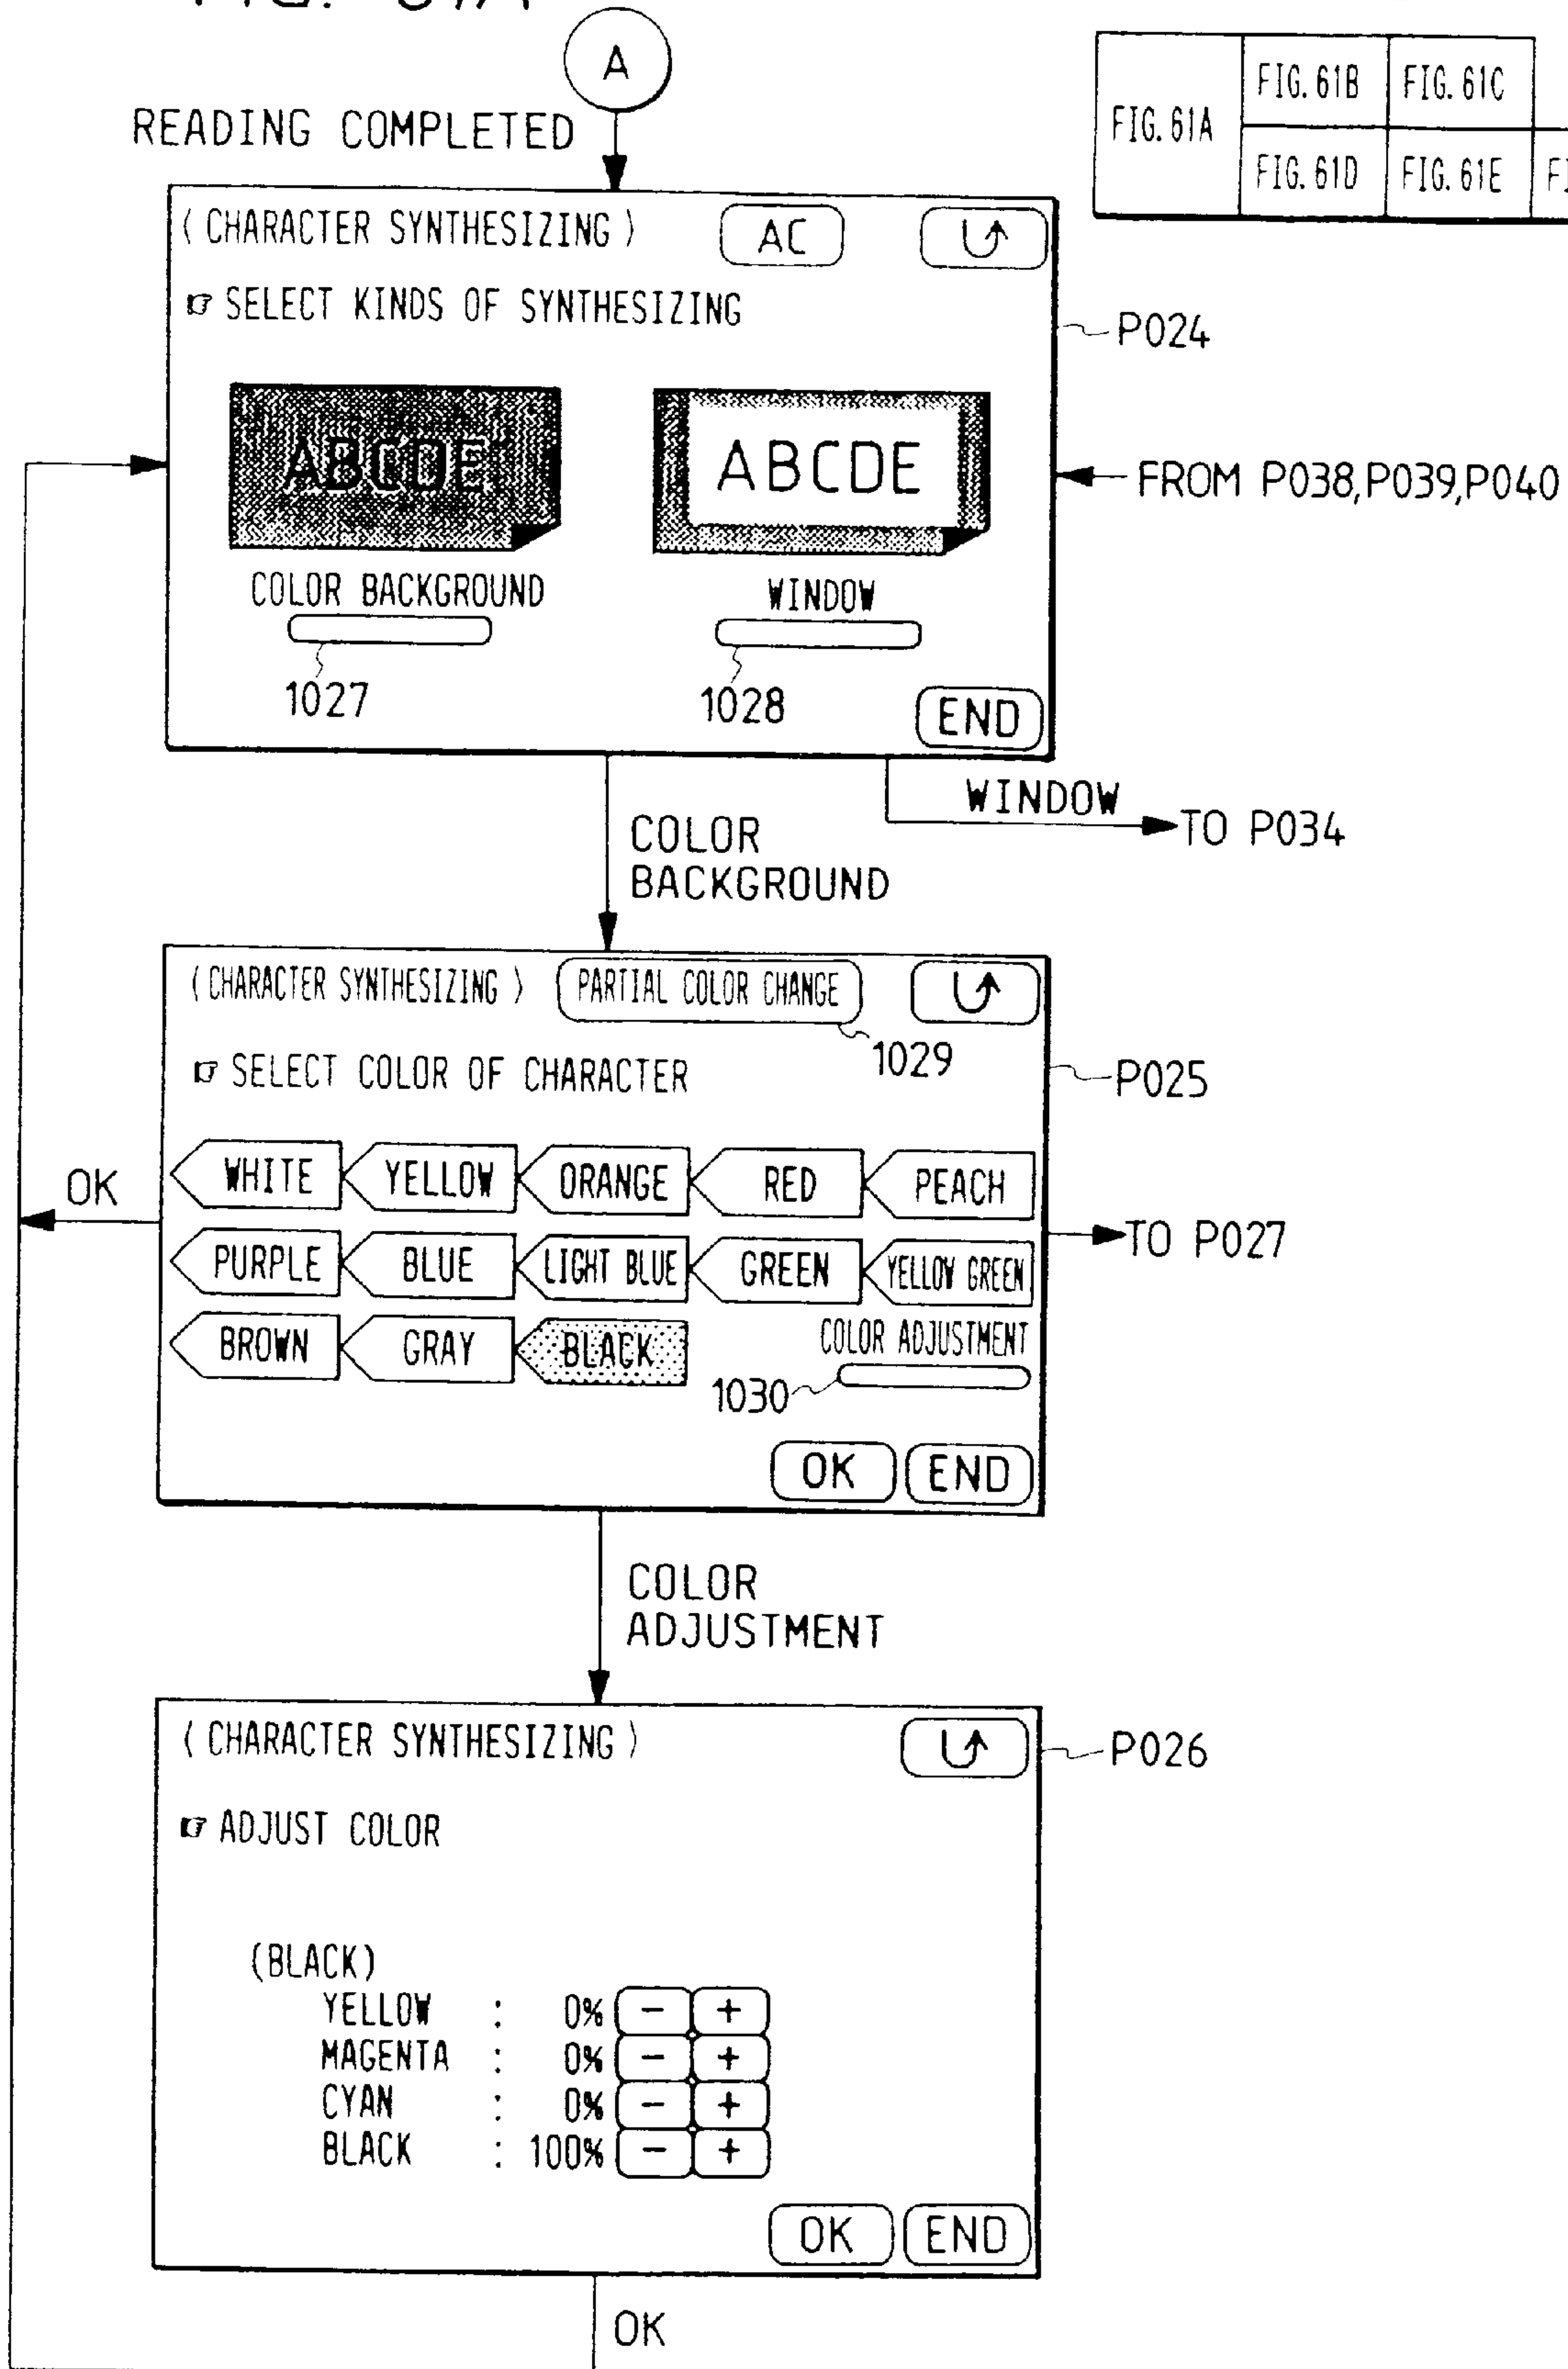 A
READING COMPLETED
FIG. 61A
FIG. 61B FIG. 61C
FIG. 61D FIG. 61E
(CHARACTER SYNTHESIZING) AC
☞ SELECT KINDS OF SYNTHESIZING
P024
ABCDE ABCDE
FROM P038,P039,P040
COLOR BACKGROUND WINDOW
1027 1028
END
WINDOW
TO P034
COLOR
BACKGROUND
(CHARACTER SYNTHESIZING) PARTIAL COLOR CHANGE
1029
☞ SELECT COLOR OF CHARACTER
P025
WHITE YELLOW ORANGE RED PEACH
OK
TO P027
PURPLE BLUE LIGHT BLUE GREEN YELLOW GREEN
BROWN GRAY BLACK COLOR ADJUSTMENT
1030
OK END
COLOR
ADJUSTMENT
(CHARACTER SYNTHESIZING)
P026
☞ ADJUST COLOR
(BLACK)
YELLOW : 0% - +
MAGENTA : 0% - +
CYAN : 0% - +
BLACK : 100% - +
OK END
OK